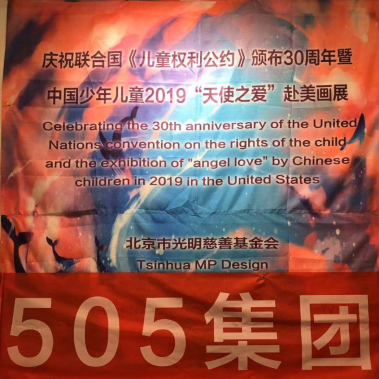 庆祝联合国《儿童权利公约》颁布30周年暨
中国少年儿童2019“天使之爱”赴美画展
Celebrating the 30th anniversary of the United
Nations convention on the rights of the child
and the exhibition of "angel love" by Chinese
children in 2019 in the United States
北京市光明慈善基金会
Tsinhua MP Design
505集团